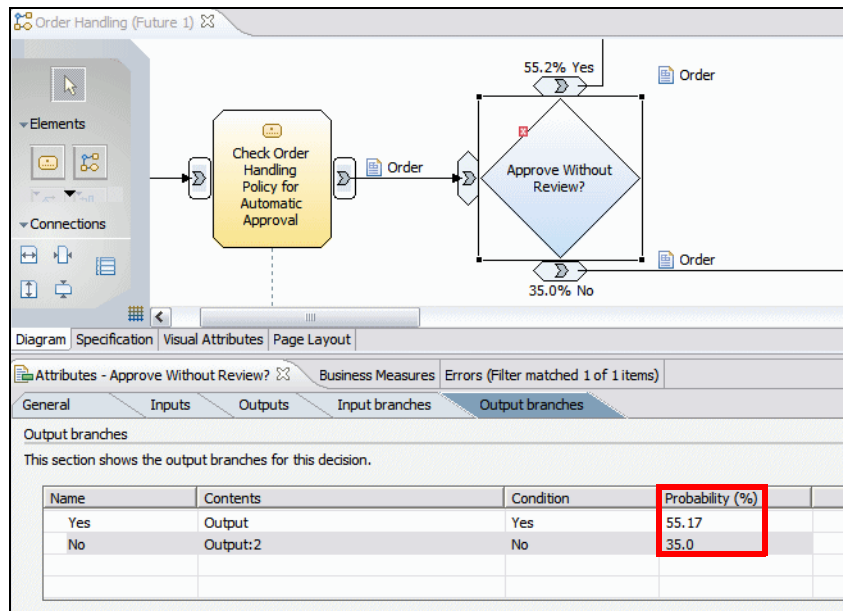 Order Handling (Future 1)
Elements
Connections
Check Order
Handling
Policy for
Automatic
Approval
Order
55.2% Yes
Order
Approve Without
Review?
Order
35.0% No
Diagram Specification Visual Attributes Page Layout
Attributes - Approve Without Review? Business Measures Errors (Filter matched 1 of 1 items)
General Inputs Outputs Input branches Output branches
Output branches
This section shows the output branches for this decision.
Name Contents Condition Probability (%)
Yes Output Yes 55.17
No Output:2 No 35.0